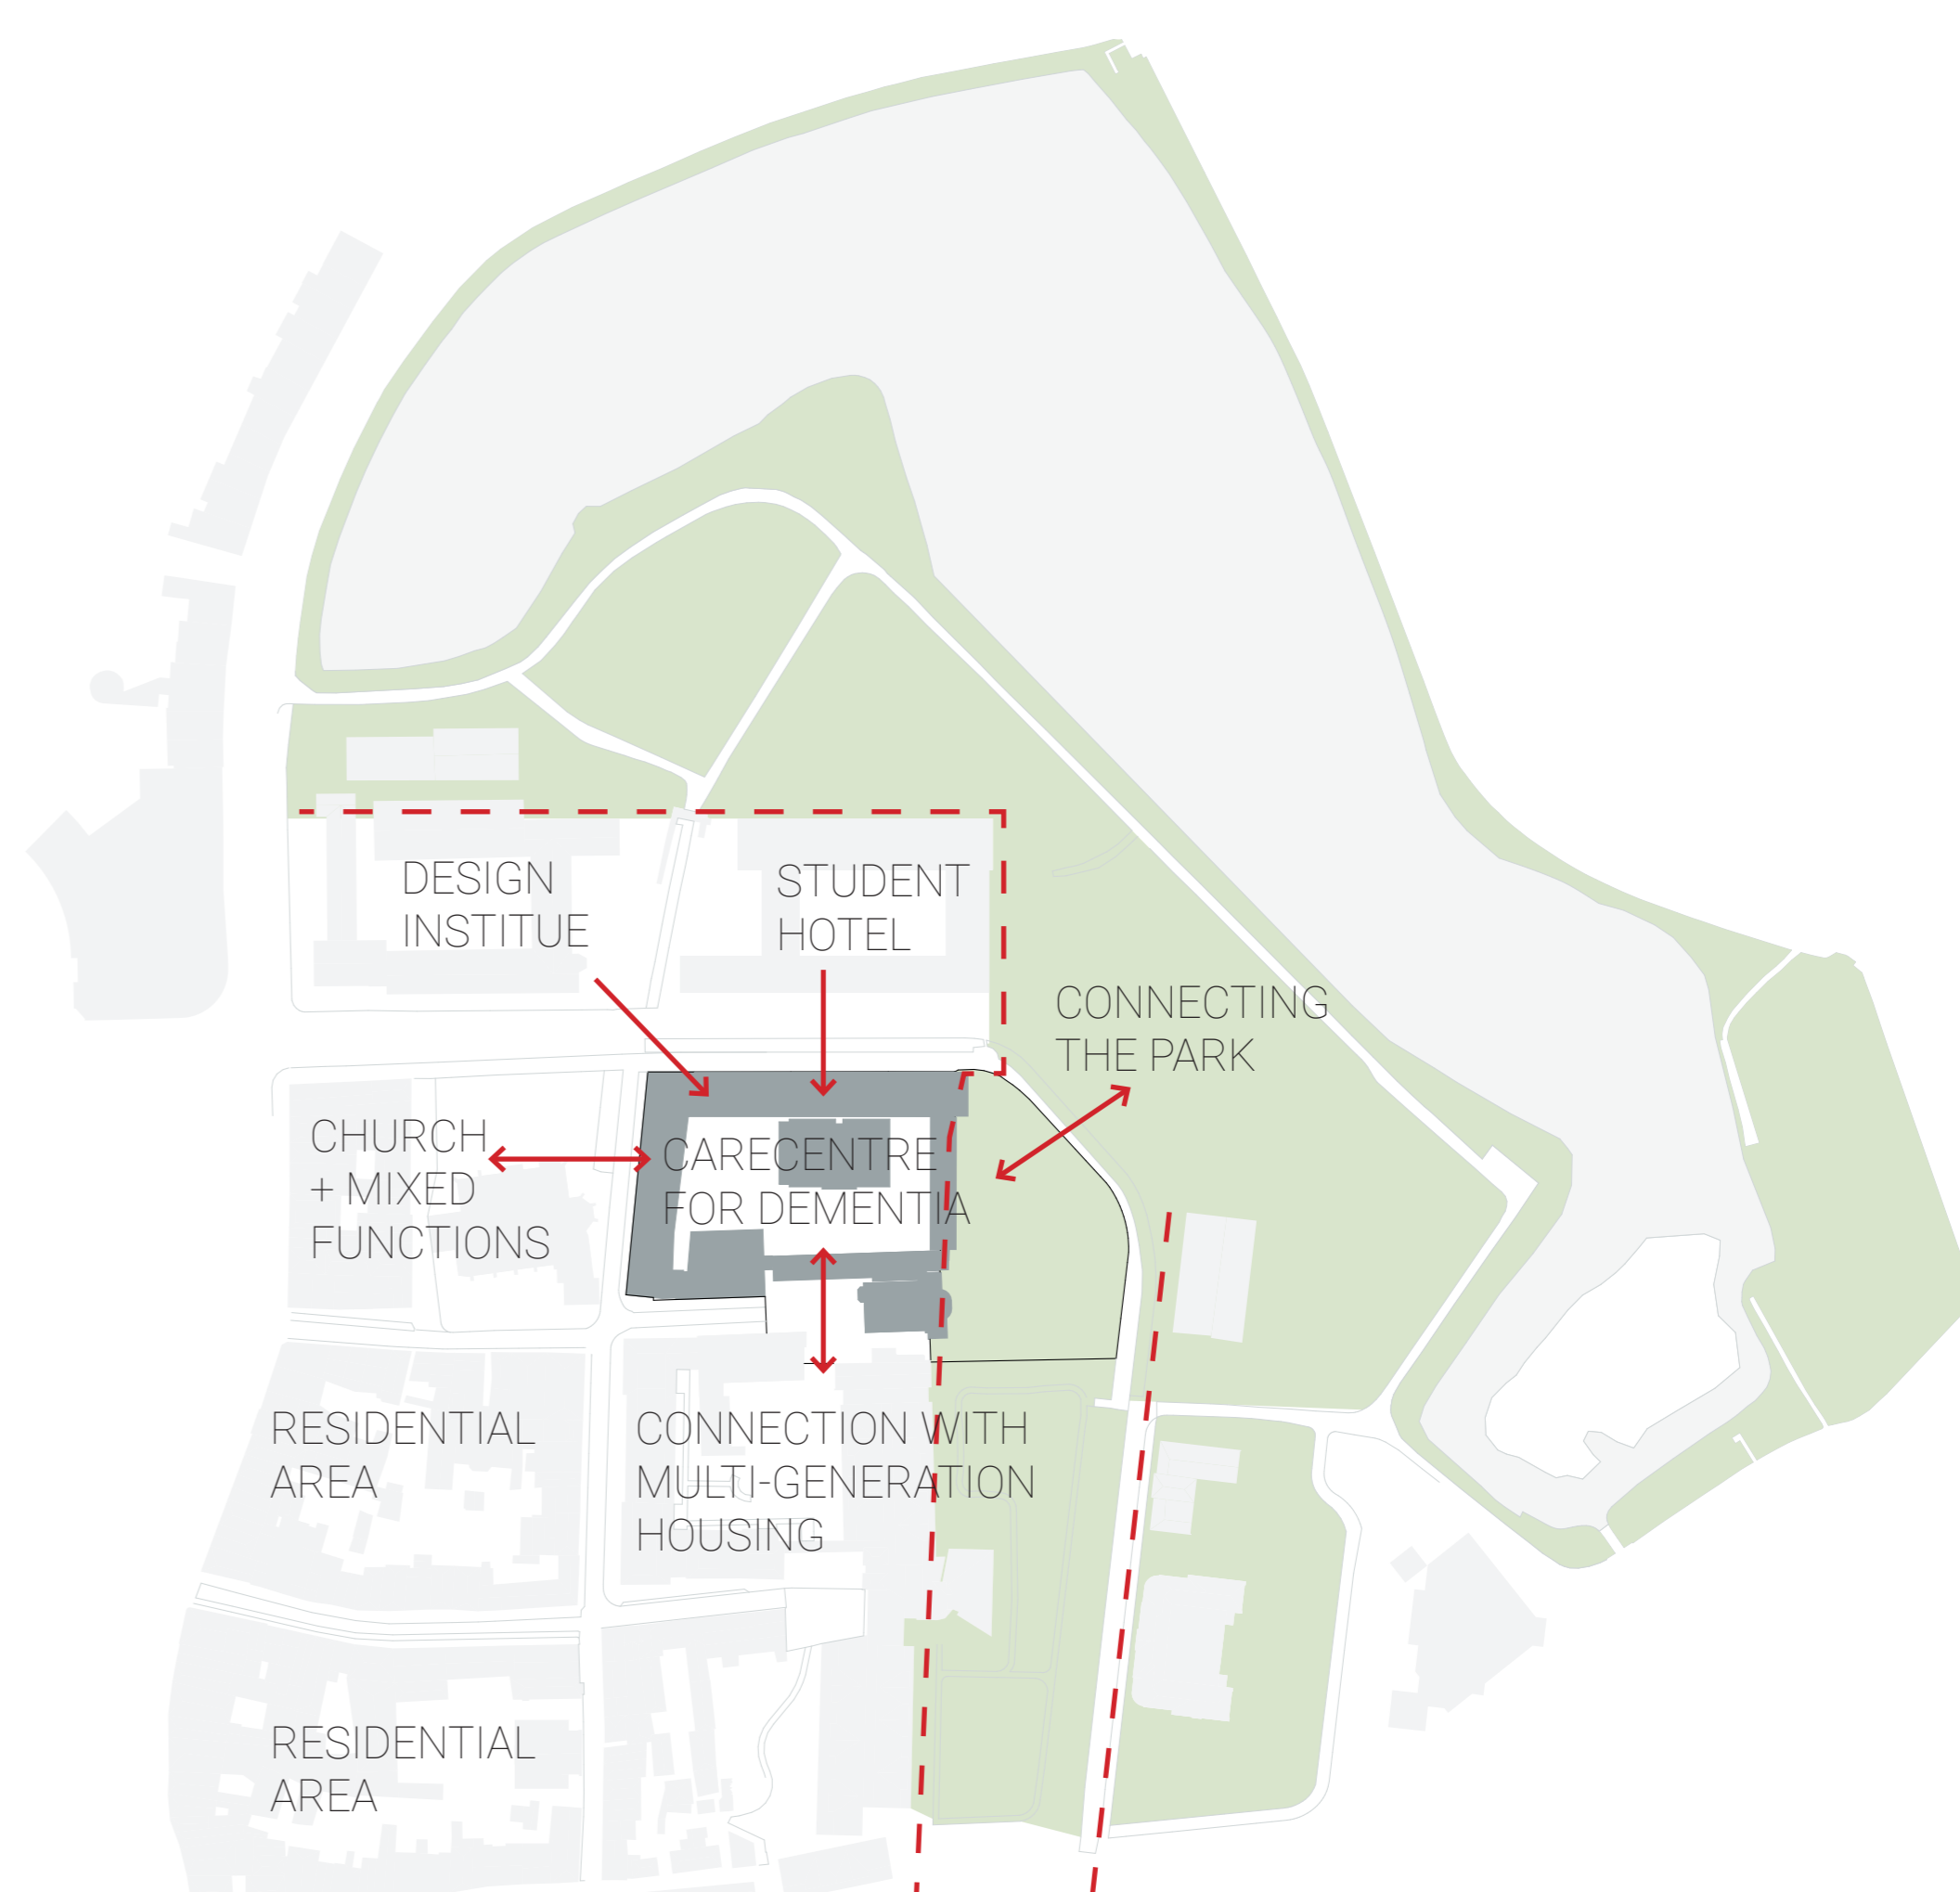 DESIGN
INSTITUE
STUDENT
HOTEL
CONNECTING
THE PARK
CHURCH
+ MIXED
FUNCTIONS
CARECENTRE
FOR DEMENTIA
RESIDENTIAL
AREA
CONNECTION WITH
MULTI-GENERATION
HOUSING
RESIDENTIAL
AREA